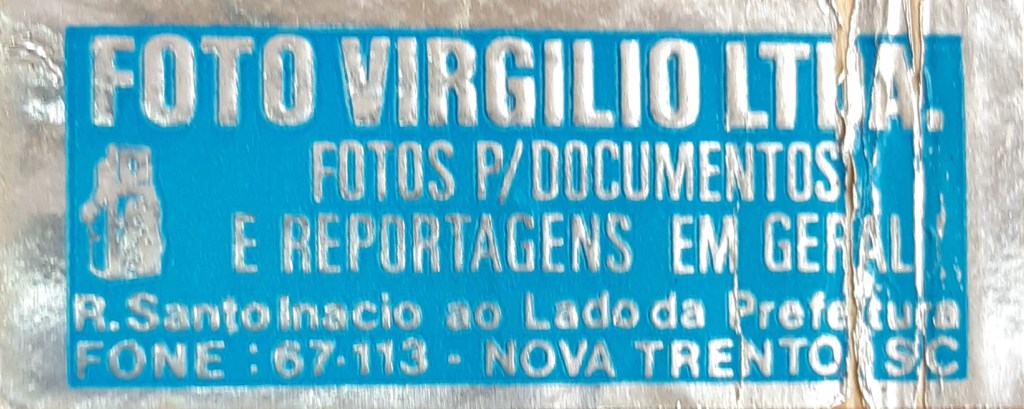 FOTO VIRGILIO LTDA.
FOTOS P/DOCUMENTOS
E REPORTAGENS EM GERAL
R. Santo Inacio ao Lado da Prefeitura
FONE : 67-113 - NOVA TRENTO SC